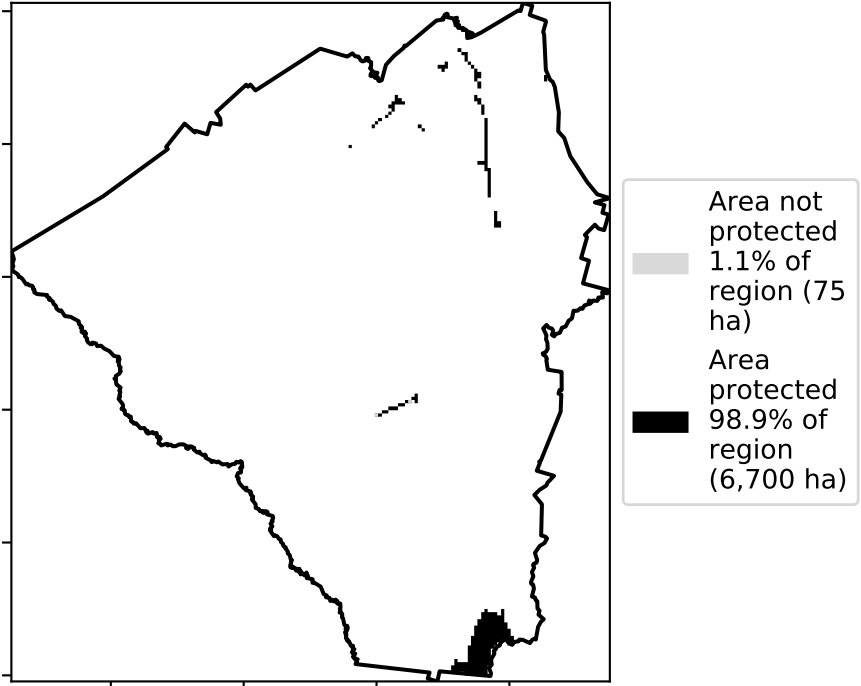 Area not
protected
1.1% of
region (75
ha)
Area
protected
98.9% of
region
(6,700 ha)